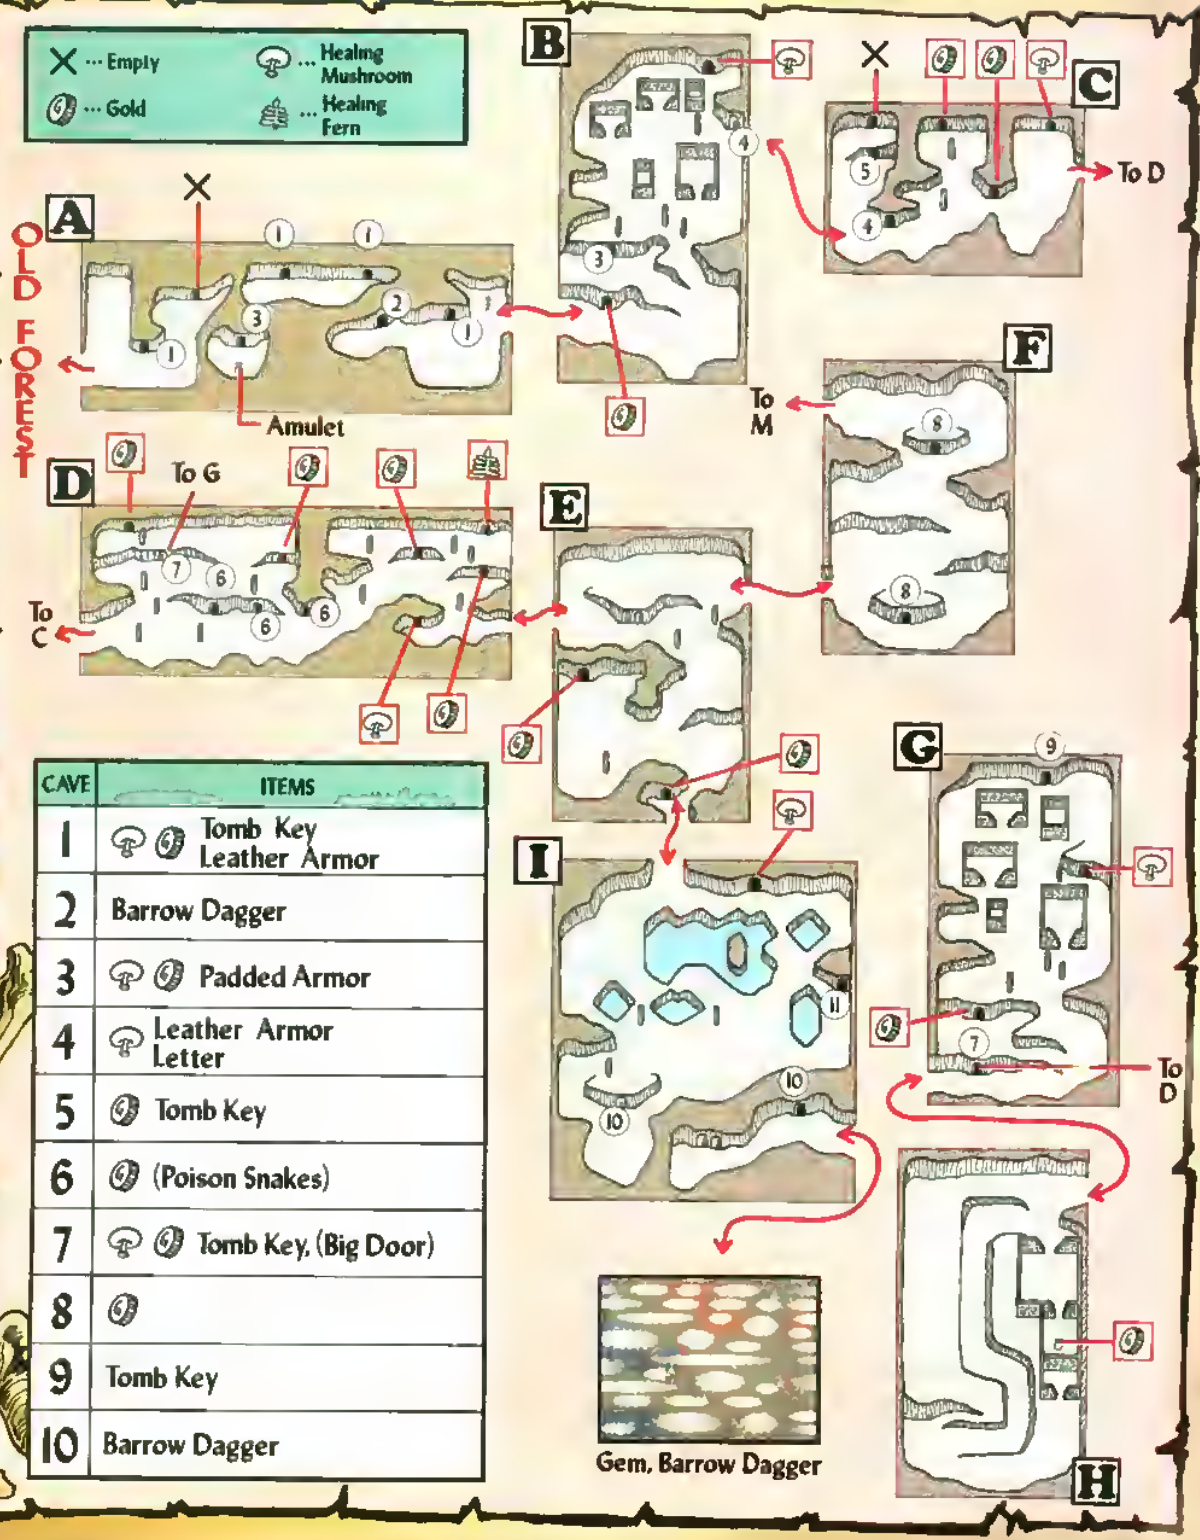 ... Empty
... Healing
Mushroom
... Gold
... Healing
Fern
OLD FOREST
A
1
1
1
3
2
1
Amulet
B
4
3
C
5
4
To D
D
To G
7
6
6
6
To
C
E
F
To
M
8
8
G
9
7
To
D
I
11
10
10
Gem, Barrow Dagger
H
CAVE ITEMS
1 Tomb Key
Leather Armor
2 Barrow Dagger
3 Padded Armor
4 Leather Armor
Letter
5 Tomb Key
6 (Poison Snakes)
7 Tomb Key, (Big Door)
8
9 Tomb Key
10 Barrow Dagger